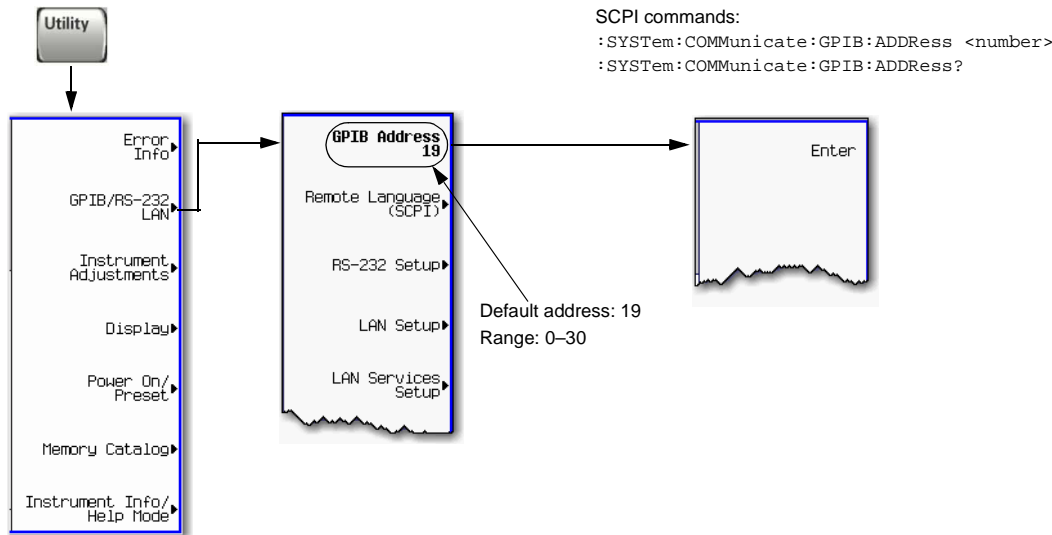 Utility
SCPI commands:
:SYSTem:COMMunicate:GPIB:ADDRess <number>
:SYSTem:COMMunicate:GPIB:ADDRess?
Error
Info
GPIB/RS-232
LAN
Instrument
Adjustments
Display
Power On/
Preset
Memory Catalog
Instrument Info/
Help Mode
GPIB Address
19
Remote Language
(SCPI)
RS-232 Setup
LAN Setup
LAN Services
Setup
Default address: 19
Range: 0–30
Enter